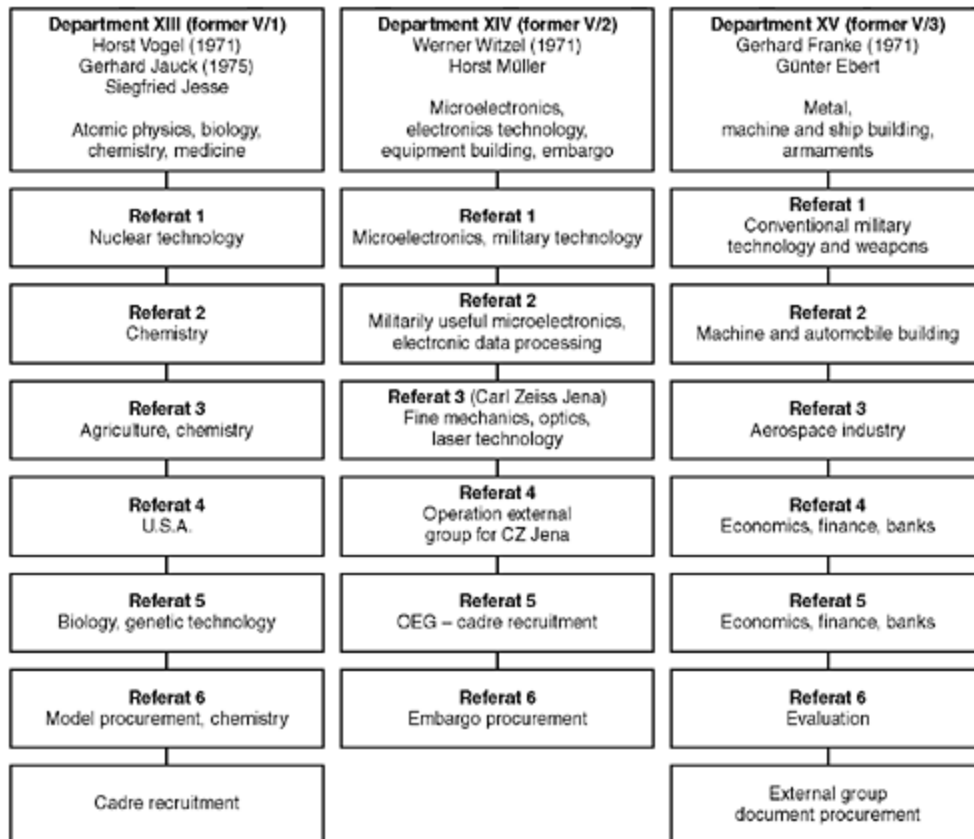 Department XIII (former V/1)
Horst Vogel (1971)
Gerhard Jauck (1975)
Siegfried Jesse
Atomic physics, biology,
chemistry, medicine
Referat 1
Nuclear technology
Referat 2
Chemistry
Referat 3
Agriculture, chemistry
Referat 4
U.S.A.
Referat 5
Biology, genetic technology
Referat 6
Model procurement, chemistry
Cadre recruitment
Department XIV (former V/2)
Werner Witzel (1971)
Horst Müller
Microelectronics,
electronics technology,
equipment building, embargo
Referat 1
Microelectronics, military technology
Referat 2
Militarily useful microelectronics,
electronic data processing
Referat 3 (Carl Zeiss Jena)
Fine mechanics, optics,
laser technology
Referat 4
Operation external
group for CZ Jena
Referat 5
OEG – cadre recruitment
Referat 6
Embargo procurement
Department XV (former V/3)
Gerhard Franke (1971)
Günter Ebert
Metal,
machine and ship building,
armaments
Referat 1
Conventional military
technology and weapons
Referat 2
Machine and automobile building
Referat 3
Aerospace industry
Referat 4
Economics, finance, banks
Referat 5
Economics, finance, banks
Referat 6
Evaluation
External group
document procurement